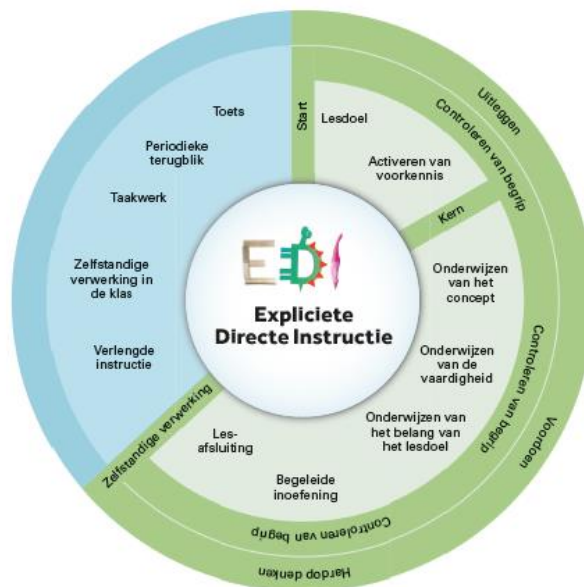 Start
Lesdoel
Activeren van
voorkennis
Controleren van begrip
Uitleggen
Kern
Onderwijzen
van het
concept
Onderwijzen
van de
vaardigheid
Onderwijzen van
het belang van
het lesdoel
Controleren van begrip
Voordoen
Begeleide
inoefening
Les-
afsluiting
Controleren van begrip
Hardop denken
Zelfstandige verwerking
Verlengde
instructie
Zelfstandige
verwerking in
de klas
Taakwerk
Periodieke
terugblik
Toets
EDI
Expliciete
Directe Instructie